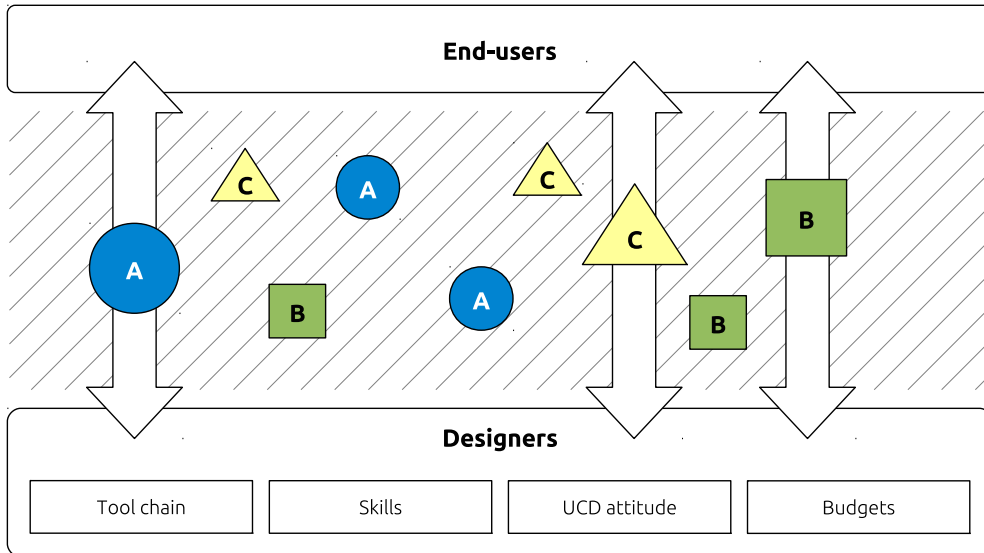 End-users
C
A
C
A
C
B
B
A
B
Designers
Tool chain
Skills
UCD attitude
Budgets